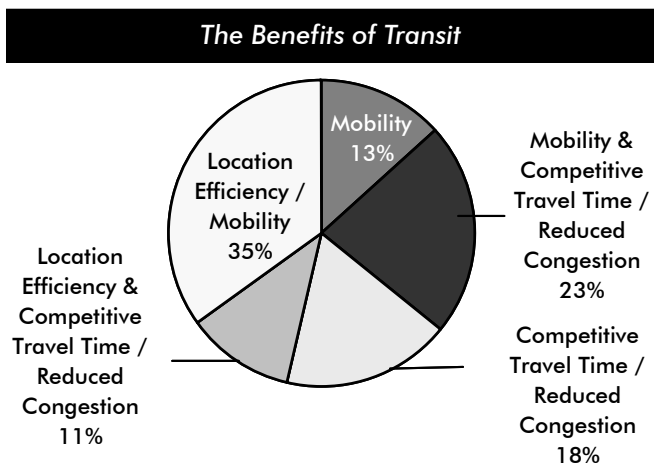 The Benefits of Transit
Mobility
13%
Mobility &
Competitive
Travel Time /
Reduced
Congestion
23%
Competitive
Travel Time /
Reduced
Congestion
18%
Location
Efficiency &
Competitive
Travel Time /
Reduced
Congestion
11%
Location
Efficiency /
Mobility
35%